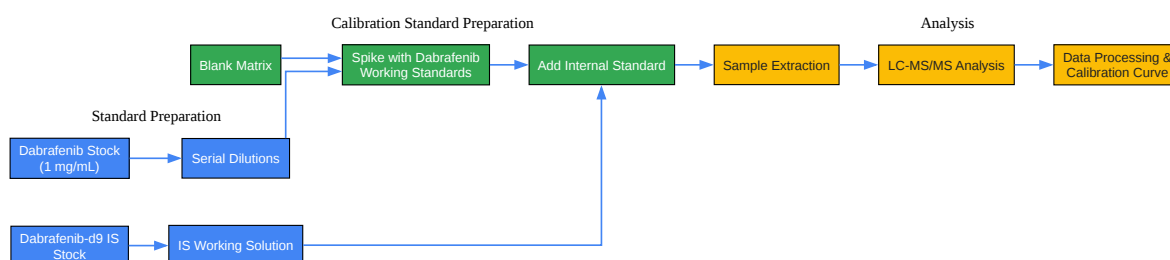 Calibration Standard Preparation
Analysis
Blank Matrix
Spike with Dabrafenib
Working Standards
Add Internal Standard
Sample Extraction
LC-MS/MS Analysis
Data Processing &
Calibration Curve
Standard Preparation
Dabrafenib Stock
(1 mg/mL)
Serial Dilutions
Dabrafenib-d9 IS
Stock
IS Working Solution